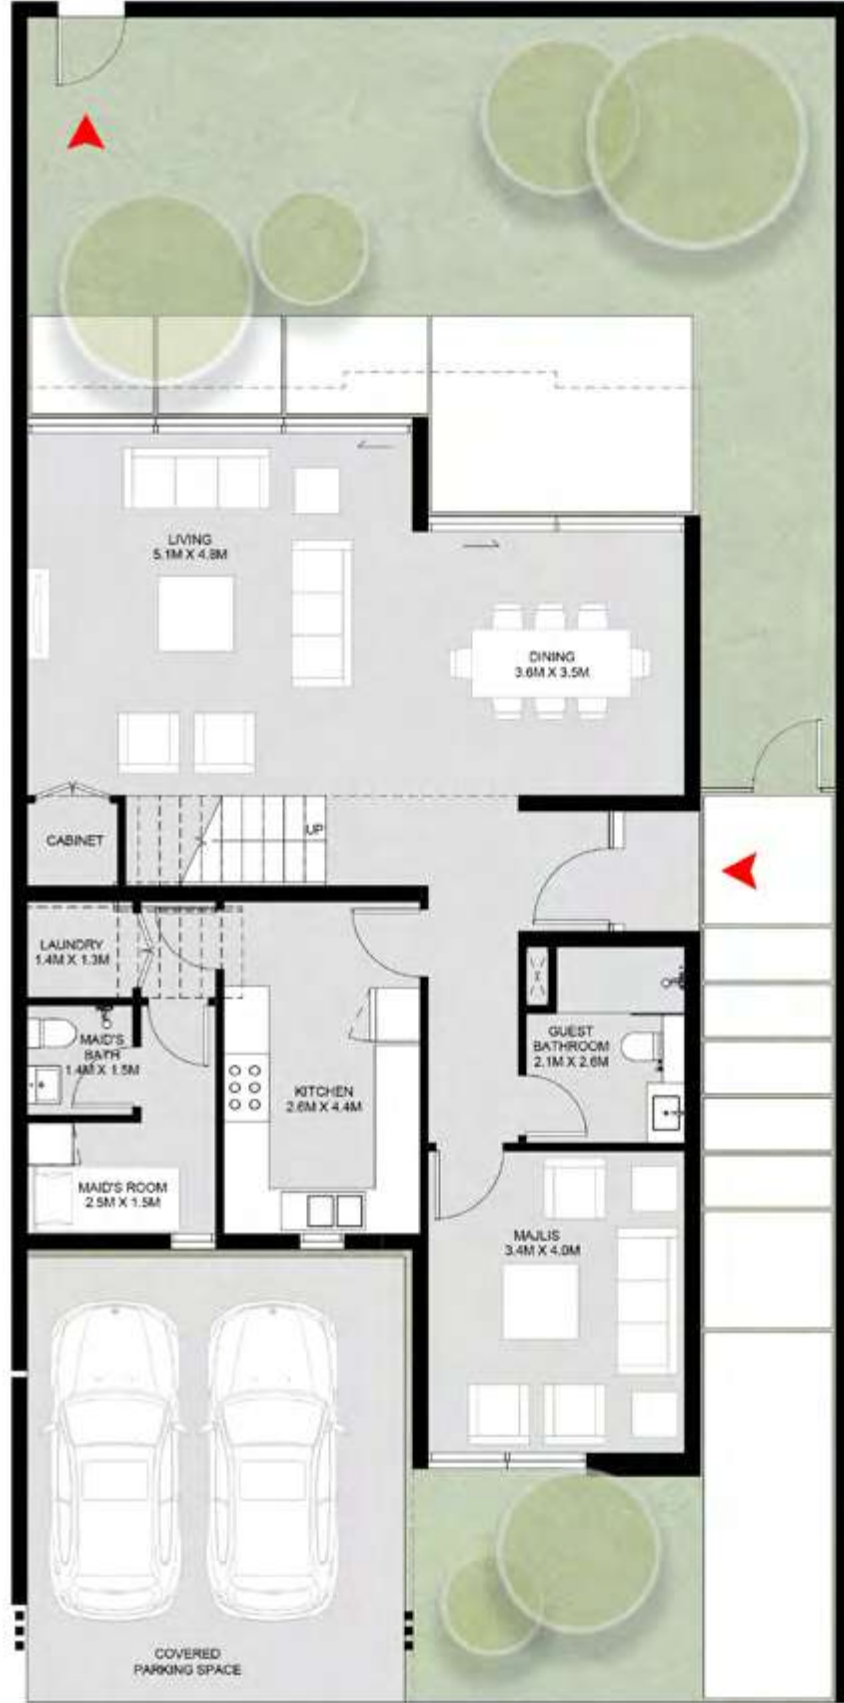 LIVING
5.1M X 4.8M
DINING
3.6M X 3.5M
UP
CABINET
LAUNDRY
1.4M X 1.3M
MAID'S
BATH
1.4M X 1.5M
GUEST
BATHROOM
2.1M X 2.6M
KITCHEN
2.6M X 4.4M
MAID'S ROOM
2.5M X 1.5M
MAJLIS
3.4M X 4.0M
COVERED
PARKING SPACE